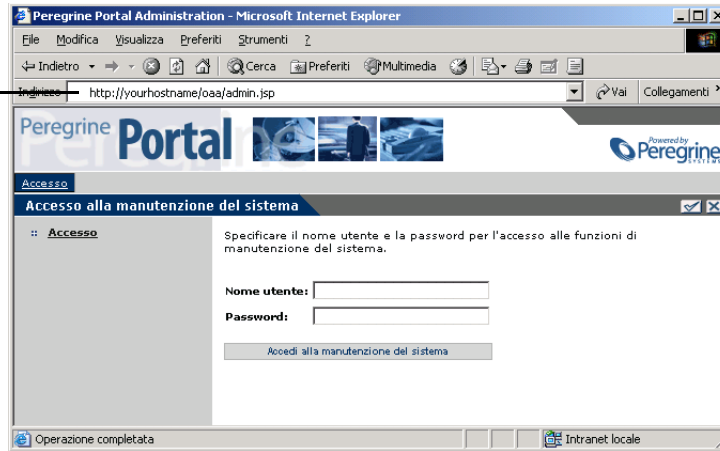 Peregrine Portal Administration - Microsoft Internet Explorer
File Modifica Visualizza Preferiti Strumenti ?
Indietro Cerca Preferiti Multimedia
Indirizzo http://yourhostname/oaa/admin.jsp Vai Collegamenti »
Peregrine Portal
Powered by
Peregrine
SYSTEMS
Accesso
Accesso alla manutenzione del sistema
:: Accesso
Specificare il nome utente e la password per l'accesso alle funzioni di
manutenzione del sistema.
Nome utente:
Password:
Accedi alla manutenzione del sistema
Operazione completata Intranet locale